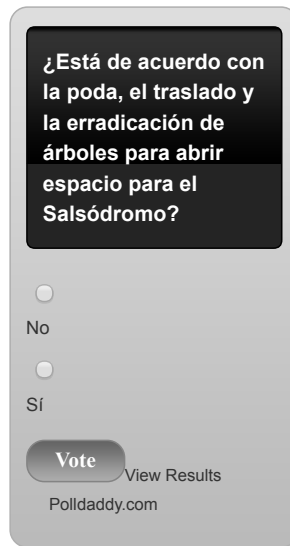 ¿Está de acuerdo con
la poda, el traslado y
la erradicación de
árboles para abrir
espacio para el
Salsódromo?
No
Sí
Vote View Results
Polldaddy.com